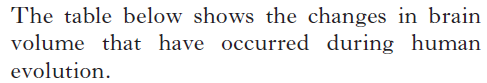 The table below shows the changes in brain
volume that have occurred during human
evolution.